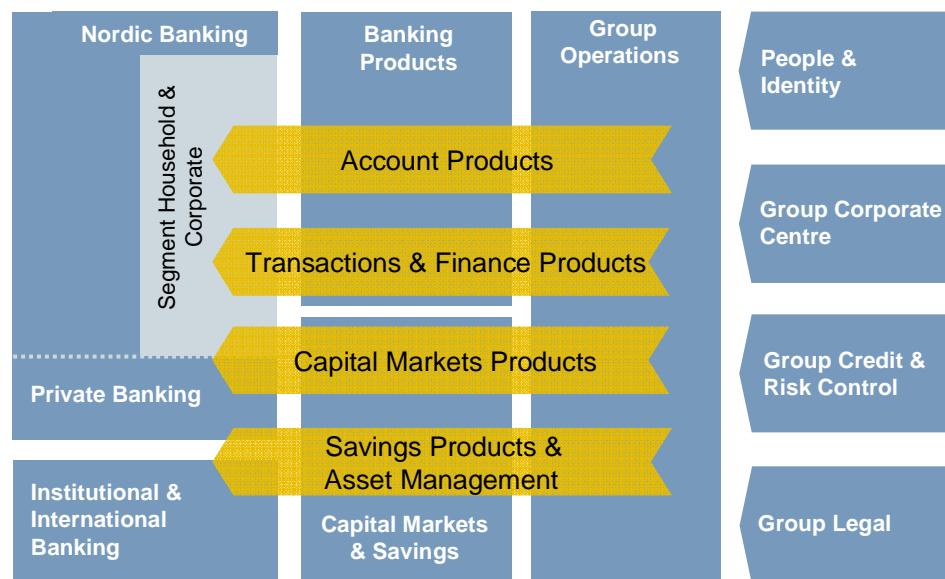 Nordic Banking
Segment Household &
Corporate
Private Banking
Institutional &
International
Banking
Banking
Products
Group
Operations
Account Products
Transactions & Finance Products
Capital Markets Products
Savings Products &
Asset Management
Capital Markets
& Savings
People &
Identity
Group Corporate
Centre
Group Credit &
Risk Control
Group Legal